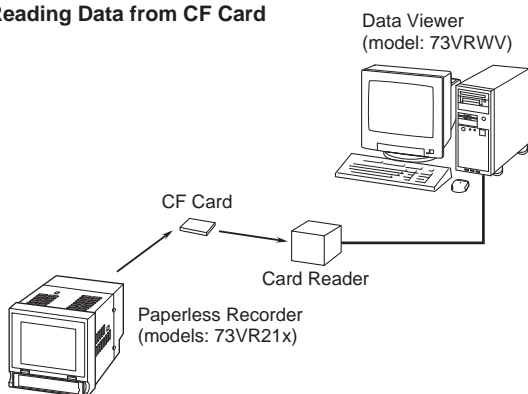 Reading Data from CF Card
Data Viewer
(model: 73VRWV)
CF Card
Card Reader
Paperless Recorder
(models: 73VR21x)